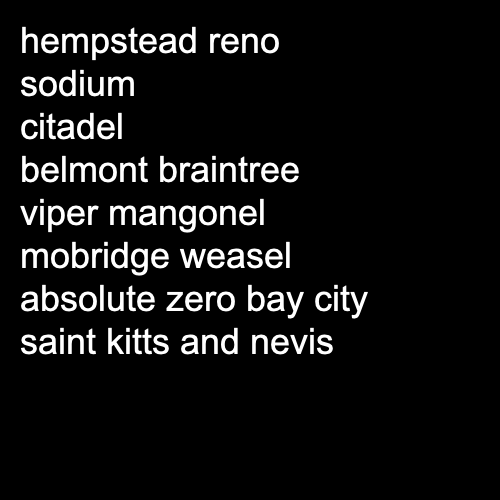 hempstead reno
sodium
citadel
belmont braintree
viper mangonel
mobridge weasel
absolute zero bay city
saint kitts and nevis